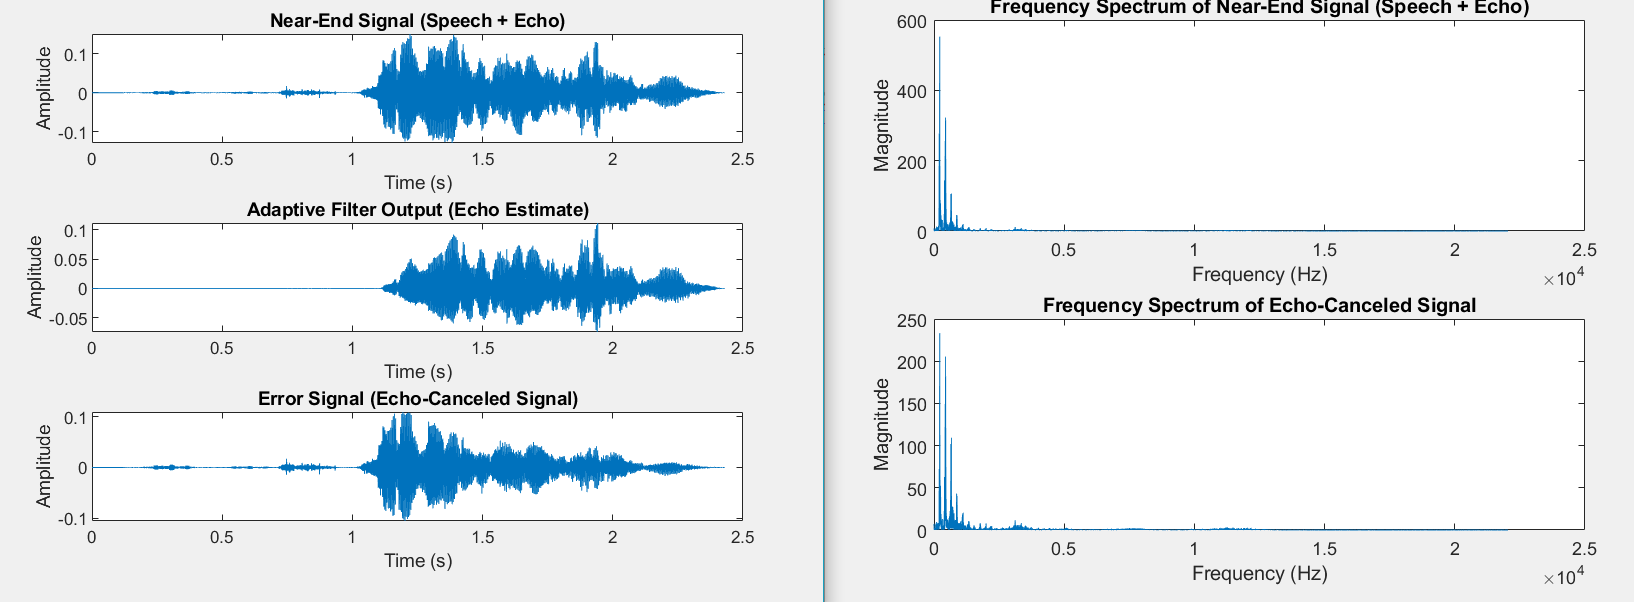 Near-End Signal (Speech + Echo)
Amplitude
0.1
0
-0.1
0 0.5 1 1.5 2 2.5
Time (s)
Adaptive Filter Output (Echo Estimate)
Amplitude
0.1
0.05
0
-0.05
0 0.5 1 1.5 2 2.5
Time (s)
Error Signal (Echo-Canceled Signal)
Amplitude
0.1
0
-0.1
0 0.5 1 1.5 2 2.5
Time (s)
Frequency Spectrum of Near-End Signal (Speech + Echo)
Magnitude
600
400
200
0
0 0.5 1 1.5 2 2.5
Frequency (Hz)
×10⁴
Frequency Spectrum of Echo-Canceled Signal
Magnitude
250
200
150
100
50
0
0 0.5 1 1.5 2 2.5
Frequency (Hz)
×10⁴